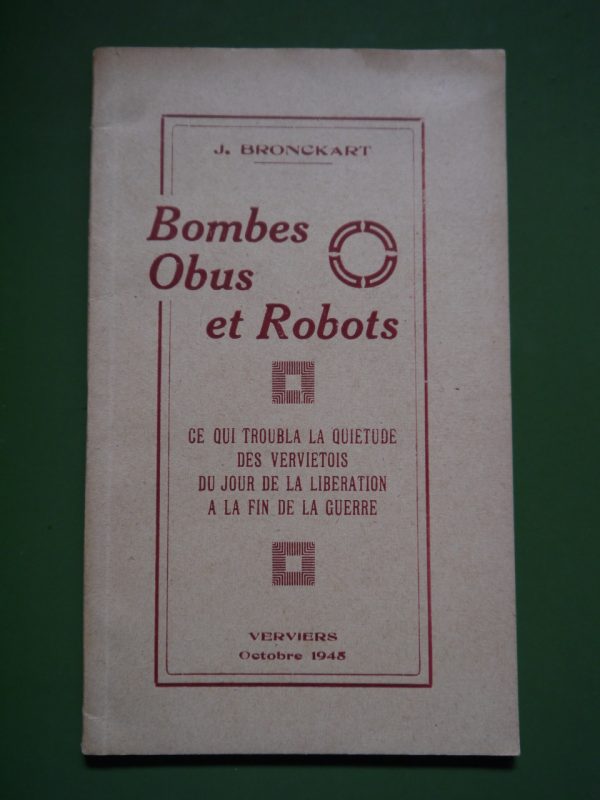 J. BRONCKART
Bombes
Obus
et Robots
CE QUI TROUBLA LA QUIETUDE
DES VERVIETOIS
DU JOUR DE LA LIBERATION
A LA FIN DE LA GUERRE
VERVIERS
Octobre 1945